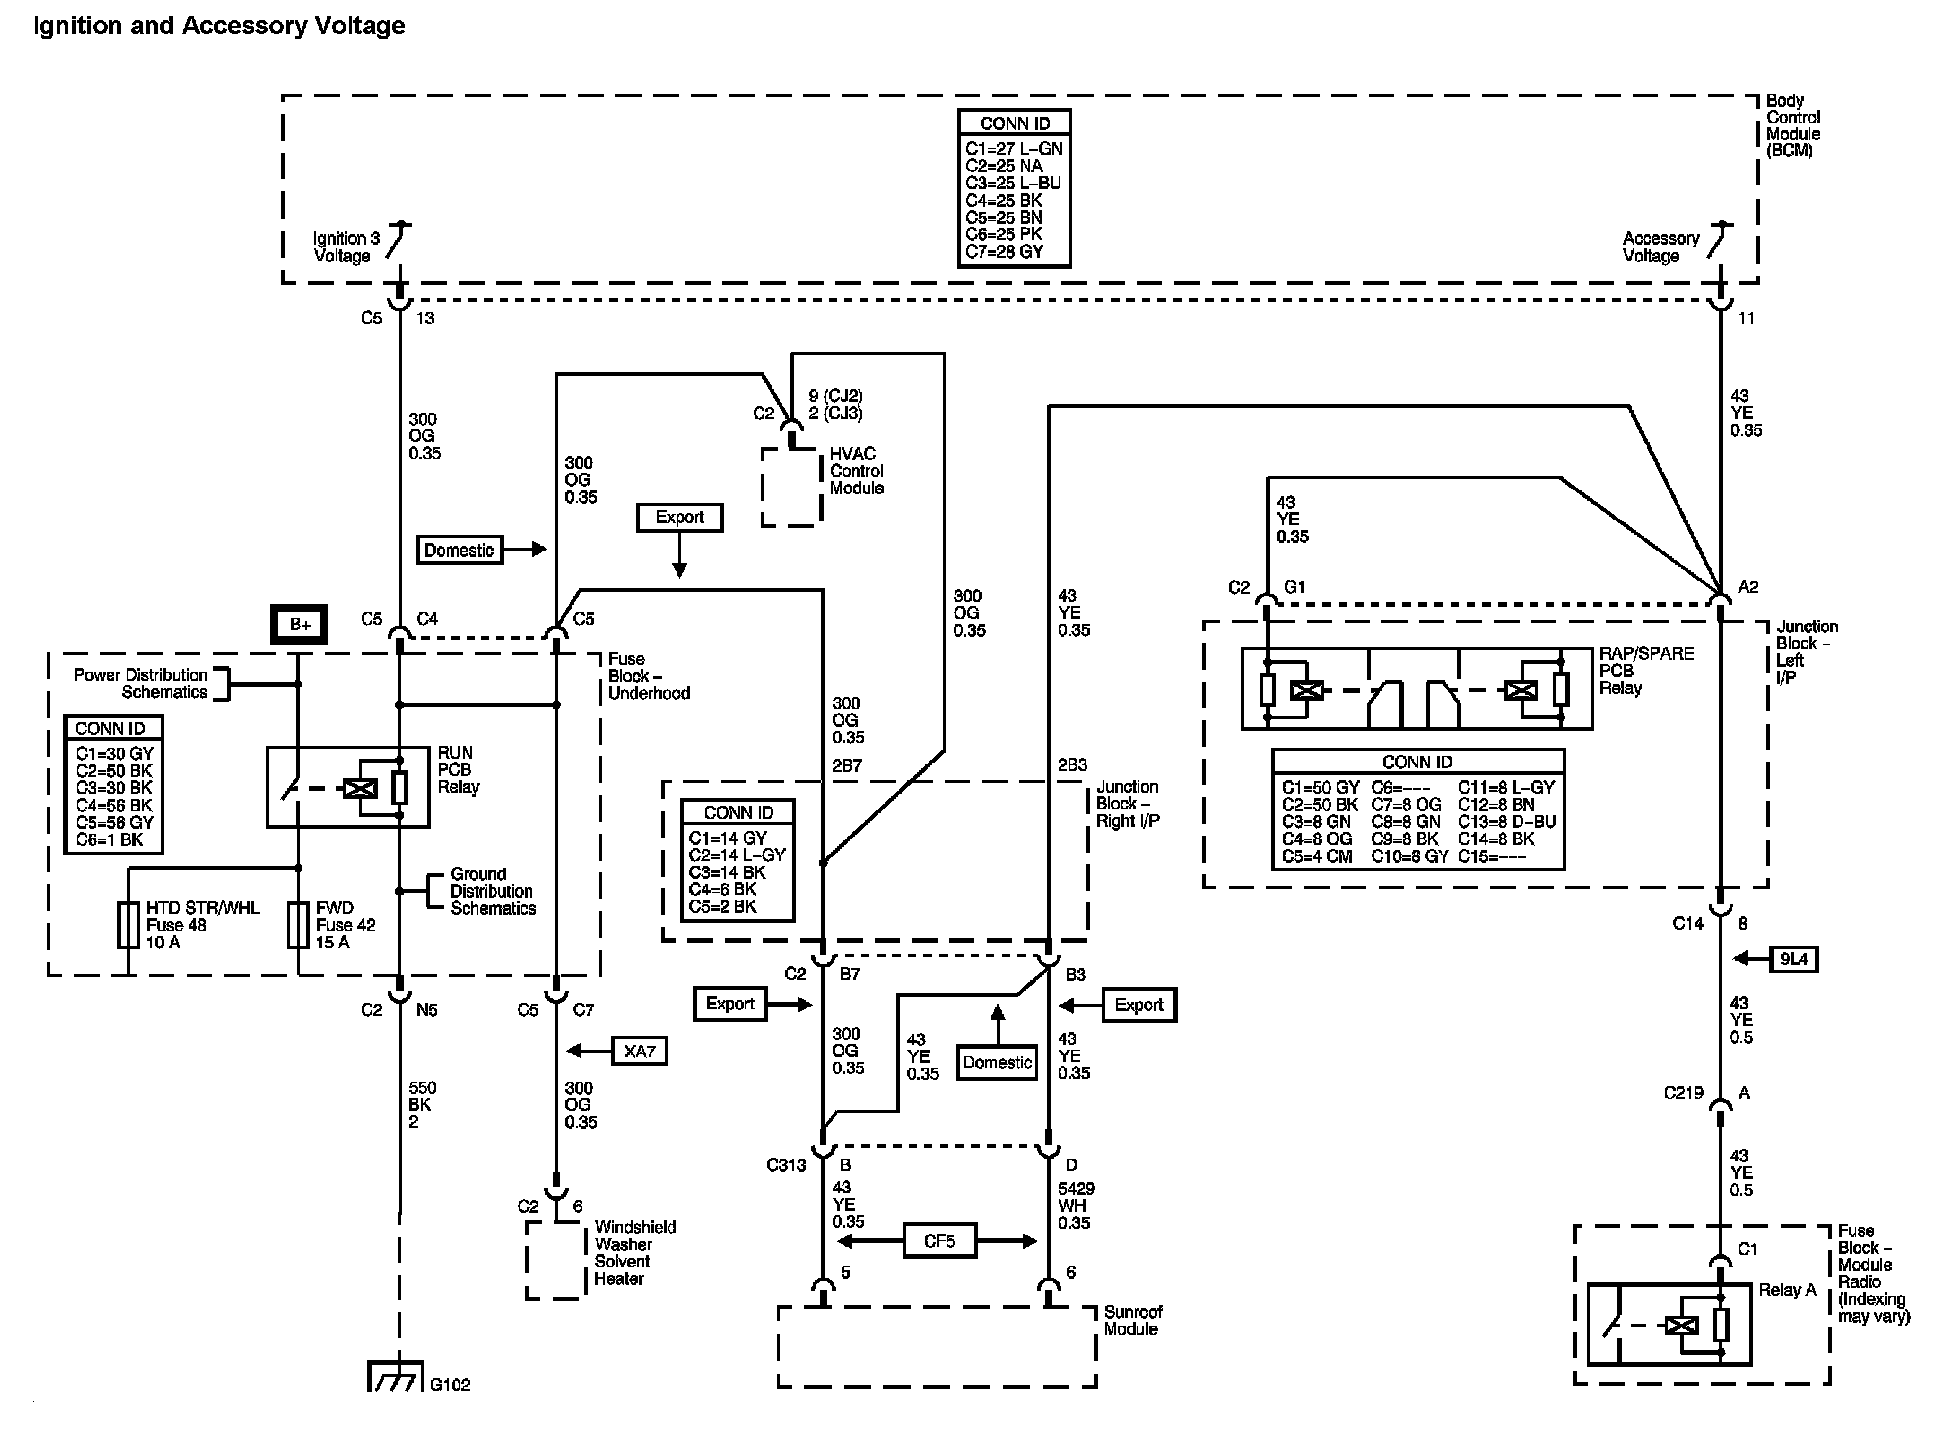 Ignition and Accessory Voltage
Body
Control
Module
(BCM)
CONN ID
C1=27 L-GN
C2=25 NA
C3=25 L-BU
C4=25 BK
C5=25 BN
C6=25 PK
C7=28 GY
Ignition 3
Voltage
Accessory
Voltage
C5 13
11
300
OG
0.35
9 (CJ2)
C2 2 (CJ3)
HVAC
Control
Module
300
OG
0.35
43
YE
0.35
Export
Domestic
43
YE
0.35
C2 G1
A2
B+
C5 C4
C5
300
OG
0.35
43
YE
0.35
Fuse
Block -
Underhood
Power Distribution
Schematics
CONN ID
C1=30 GY
C2=50 BK
C3=30 BK
C4=56 BK
C5=56 GY
C6=1 BK
RUN
PCB
Relay
Ground
Distribution
Schematics
HTD STR/WHL
Fuse 48
10 A
FWD
Fuse 42
15 A
300
OG
0.35
2B7
2B3
Junction
Block -
Right I/P
CONN ID
C1=14 GY
C2=14 L-GY
C3=14 BK
C4=6 BK
C5=2 BK
Junction
Block -
Left
I/P
RAP/SPARE
PCB
Relay
CONN ID
C1=50 GY C6=--- C11=8 L-GY
C2=50 BK C7=8 OG C12=8 BN
C3=8 GN C8=8 GN C13=8 D-BU
C4=8 OG C9=8 BK C14=8 BK
C5=4 CM C10=6 GY C15=---
C14 8
9L4
C2 N5
C5 C7
C2 B7
B3
Export
Export
Domestic
XA7
300
OG
0.35
43
YE
0.35
43
YE
0.35
43
YE
0.5
550
BK
2
300
OG
0.35
C219 A
C313 B
D
43
YE
0.35
5429
WH
0.35
43
YE
0.5
C2 6
Windshield
Washer
Solvent
Heater
CF5
5
6
Sunroof
Module
Fuse
Block -
Module
Radio
(Indexing
may vary)
C1
Relay A
G102